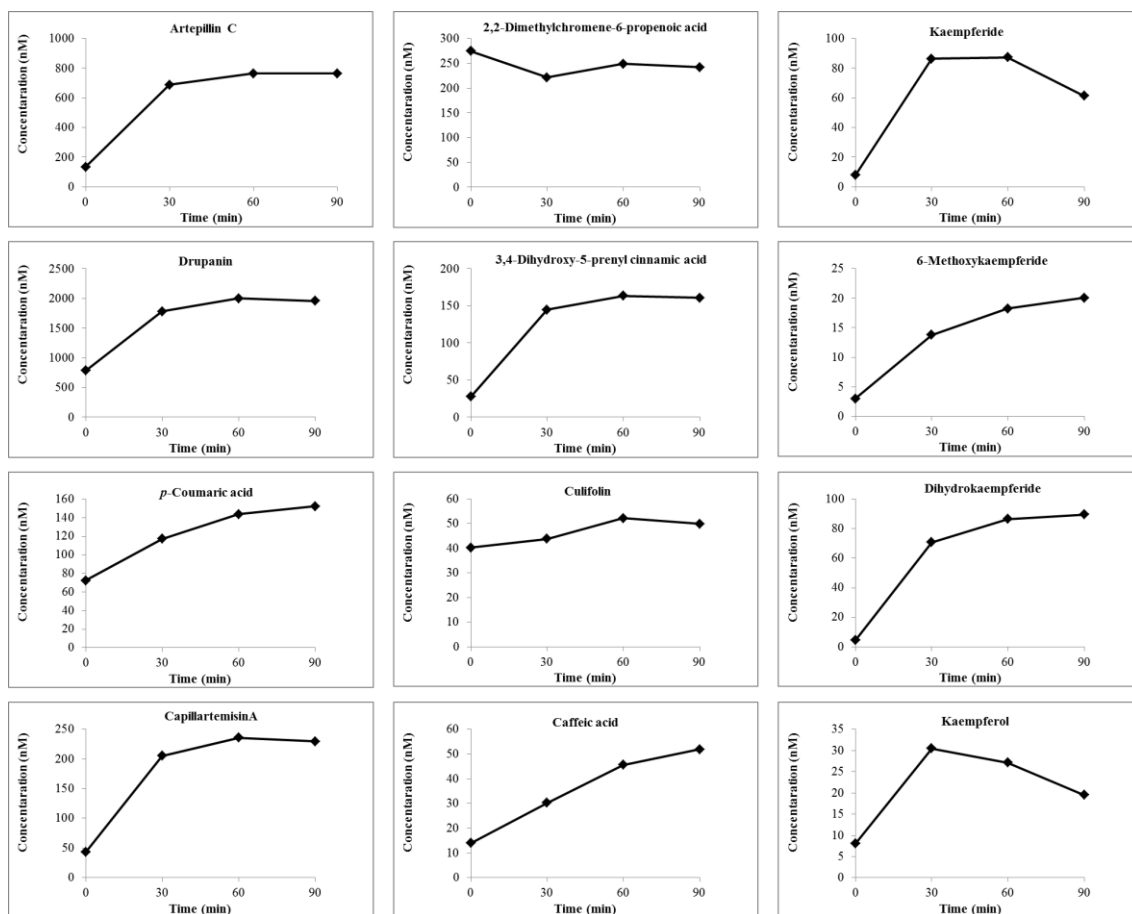 Artepillin C
Concentaration (nM)
1000
800
600
400
200
0
0 30 60 90
Time (min)
2,2-Dimethylchromene-6-propenoic acid
Concentaration (nM)
300
250
200
150
100
50
0
0 30 60 90
Time (min)
Kaempferide
Concentaration (nM)
100
80
60
40
20
0
0 30 60 90
Time (min)
Drupanin
Concentaration (nM)
2500
2000
1500
1000
500
0
0 30 60 90
Time (min)
3,4-Dihydroxy-5-prenyl cinnamic acid
Concentaration (nM)
200
150
100
50
0
0 30 60 90
Time (min)
6-Methoxykaempferide
Concentaration (nM)
25
20
15
10
5
0
0 30 60 90
Time (min)
p-Coumaric acid
Concentaration (nM)
160
140
120
100
80
60
40
20
0
0 30 60 90
Time (min)
Culifolin
Concentaration (nM)
60
50
40
30
20
10
0
0 30 60 90
Time (min)
Dihydrokaempferide
Concentaration (nM)
100
80
60
40
20
0
0 30 60 90
Time (min)
CapillartemisinA
Concentaration (nM)
250
200
150
100
50
0
0 30 60 90
Time (min)
Caffeic acid
Concentaration (nM)
60
50
40
30
20
10
0
0 30 60 90
Time (min)
Kaempferol
Concentaration (nM)
35
30
25
20
15
10
5
0
0 30 60 90
Time (min)